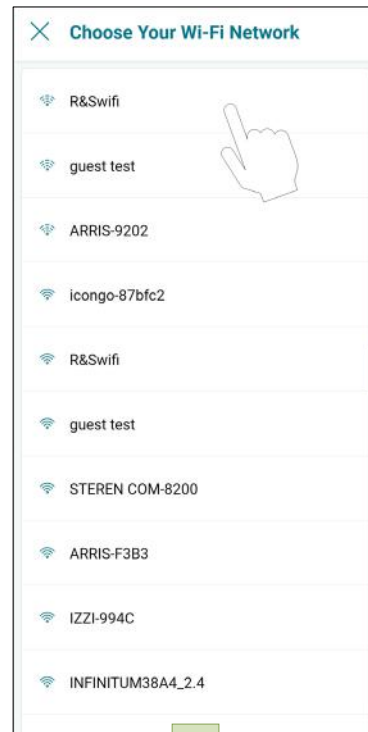 Choose Your Wi-Fi Network
R&Swifi
guest test
ARRIS-9202
icongo-87bfc2
R&Swifi
guest test
STEREN COM-8200
ARRIS-F3B3
IZZI-994C
INFINITUM38A4_2.4